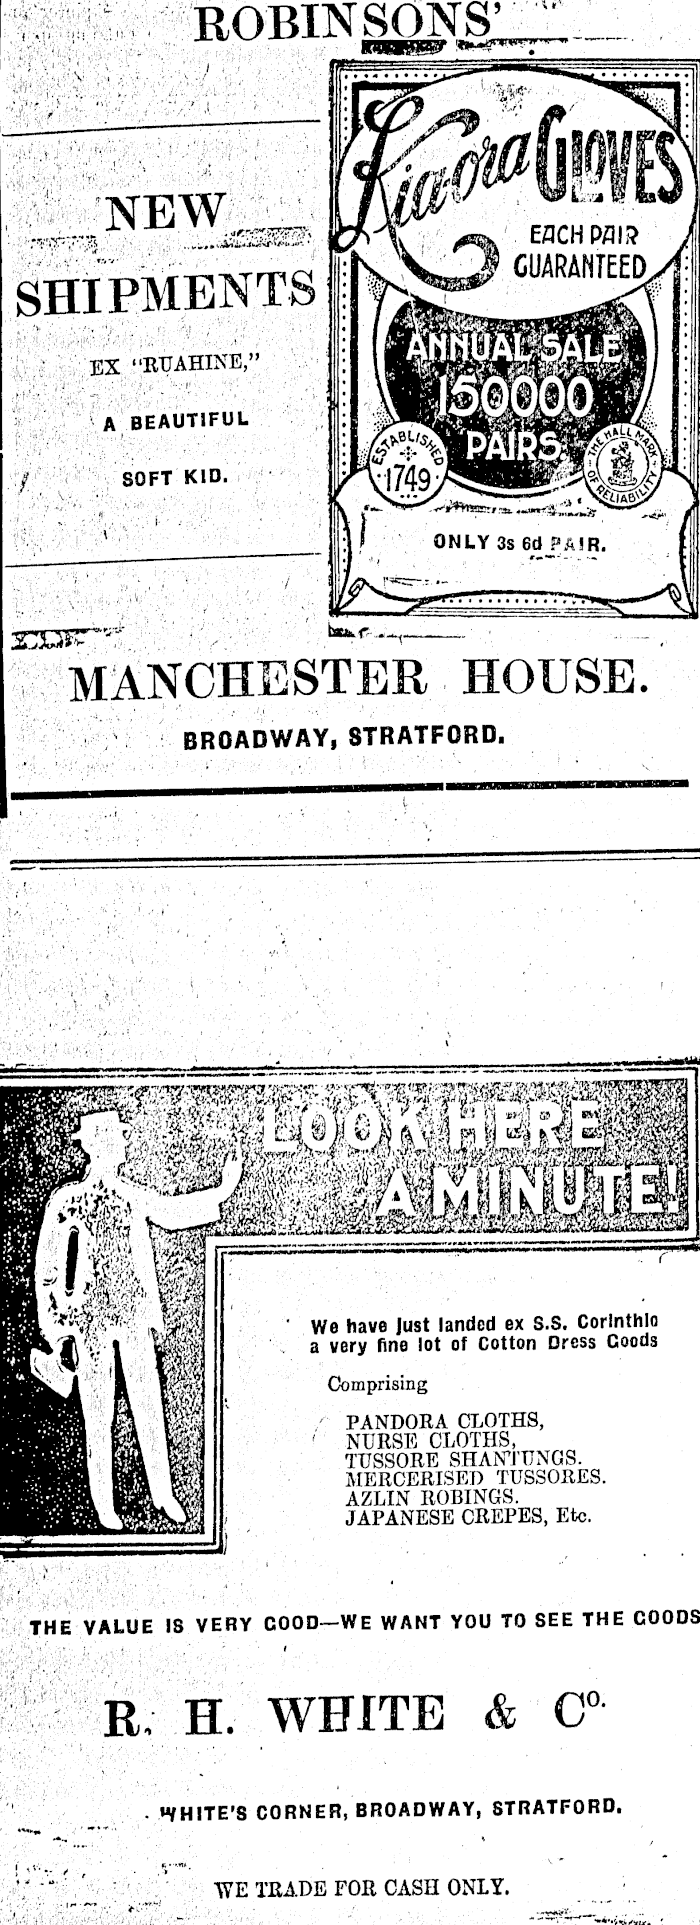 ROBINSONS'
NEW
SHIPMENTS
EX "RUAHINE,"
A BEAUTIFUL
SOFT KID.
Kia-ora GLOVES
EACH PAIR
GUARANTEED
ANNUAL SALE
150000
PAIRS.
ESTABLISHED
1749
THE HALL MARK
OF RELIABILITY
ONLY 3s 6d PAIR.
MANCHESTER HOUSE.
BROADWAY, STRATFORD.
LOOK HERE
A MINUTE!
We have just landed ex S.S. Corinthic
a very fine lot of Cotton Dress Goods
Comprising
PANDORA CLOTHS,
NURSE CLOTHS,
TUSSORE SHANTUNGS.
MERCERISED TUSSORES.
AZLIN ROBINGS.
JAPANESE CREPES, Etc.
THE VALUE IS VERY GOOD—WE WANT YOU TO SEE THE GOODS
R. H. WHITE & Co.
WHITE'S CORNER, BROADWAY, STRATFORD.
WE TRADE FOR CASH ONLY.